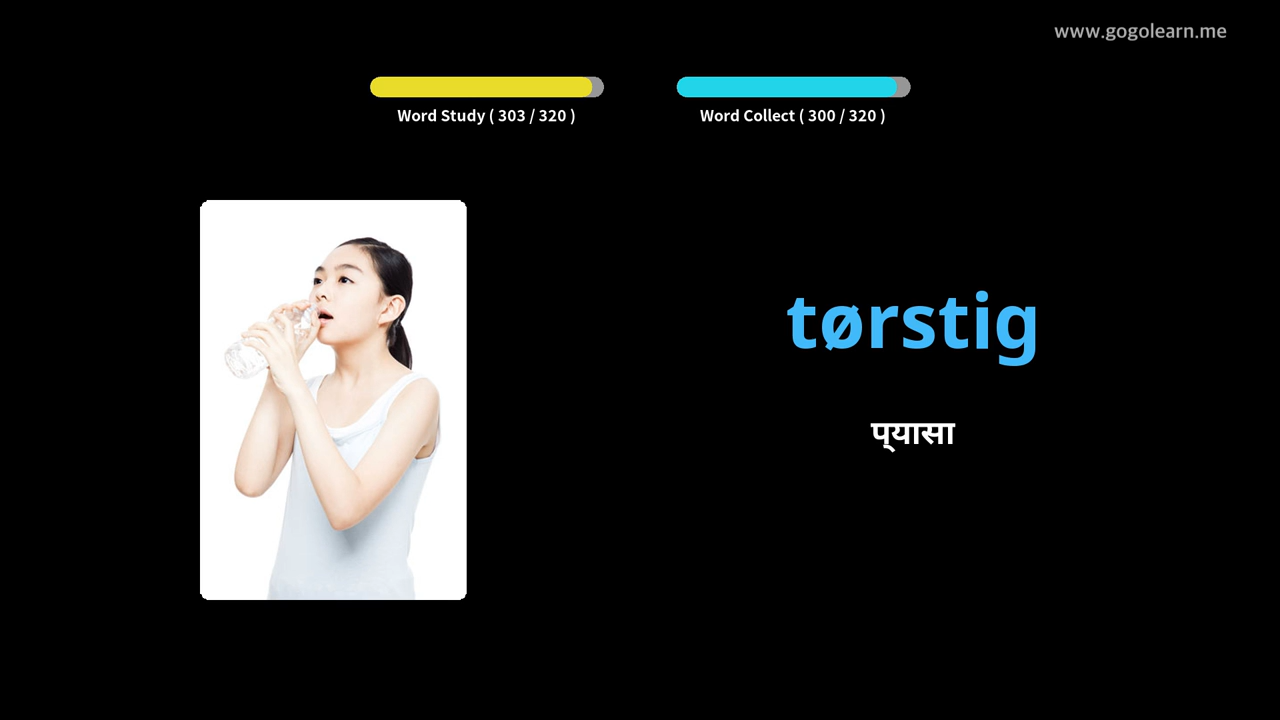 www.gogolearn.me
Word Study ( 303 / 320 )
Word Collect ( 300 / 320 )
tørstig
प्यासा